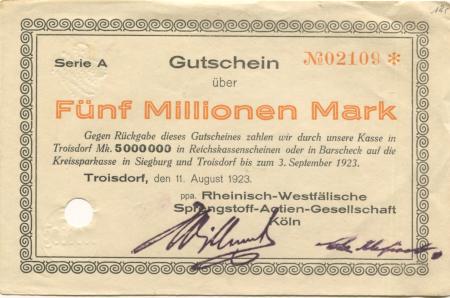 Serie A
Gutschein
№02109 *
über
Fünf Millionen Mark
Gegen Rückgabe dieses Gutscheines zahlen wir durch unsere Kasse in
Troisdorf Mk. 5000000 in Reichskassenscheinen oder in Barscheck auf die
Kreissparkasse in Siegburg und Troisdorf bis zum 3. September 1923.
Troisdorf, den 11. August 1923.
ppa. Rheinisch-Westfälische
Sprengstoff-Actien-Gesellschaft
Köln